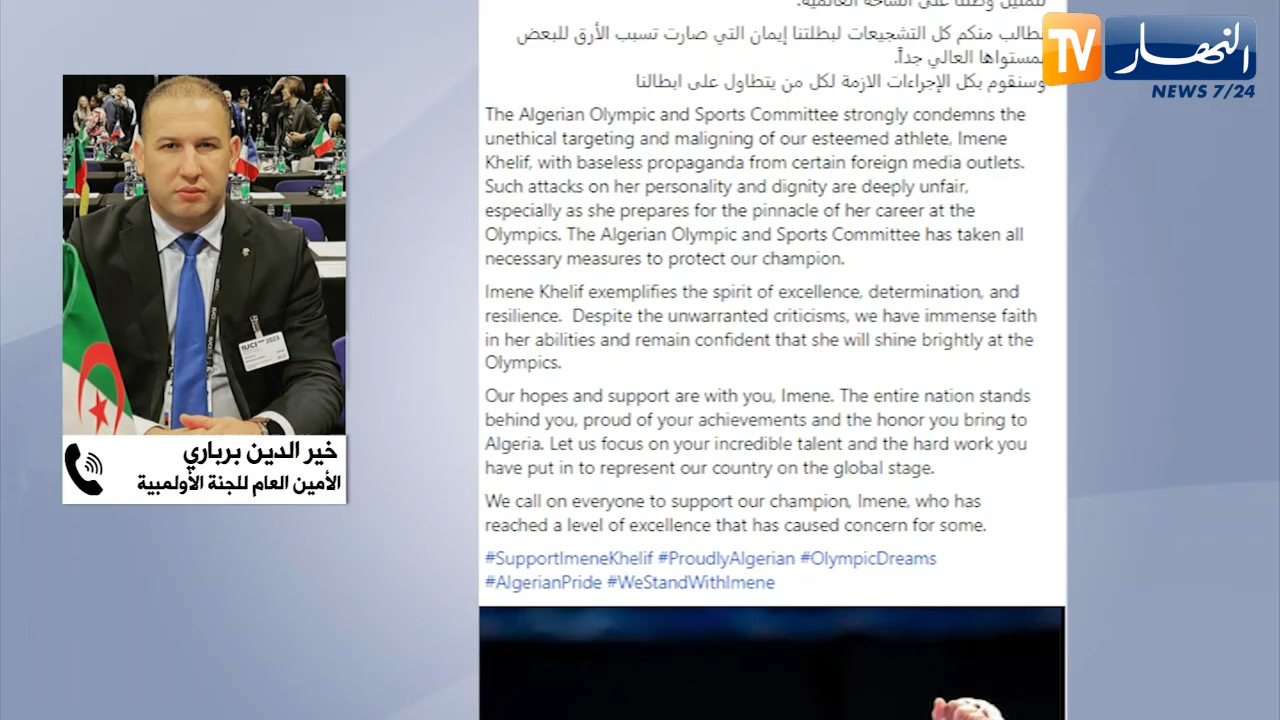 النهار TV
NEWS 7/24
لتمثيل وطننا على الساحة العالمية.
نطالب منكم كل التشجيعات لبطلتنا إيمان التي صارت تسبب الأرق للبعض
لمستواها العالي جداً.
وسنقوم بكل الإجراءات الازمة لكل من يتطاول على ابطالنا
The Algerian Olympic and Sports Committee strongly condemns the
unethical targeting and maligning of our esteemed athlete, Imene
Khelif, with baseless propaganda from certain foreign media outlets.
Such attacks on her personality and dignity are deeply unfair,
especially as she prepares for the pinnacle of her career at the
Olympics. The Algerian Olympic and Sports Committee has taken all
necessary measures to protect our champion.
Imene Khelif exemplifies the spirit of excellence, determination, and
resilience. Despite the unwarranted criticisms, we have immense faith
in her abilities and remain confident that she will shine brightly at the
Olympics.
Our hopes and support are with you, Imene. The entire nation stands
behind you, proud of your achievements and the honor you bring to
Algeria. Let us focus on your incredible talent and the hard work you
have put in to represent our country on the global stage.
We call on everyone to support our champion, Imene, who has
reached a level of excellence that has caused concern for some.
#SupportImeneKhelif #ProudlyAlgerian #OlympicDreams
#AlgerianPride #WeStandWithImene
UCI 2023
خير الدين برباري
الأمين العام للجنة الأولمبية